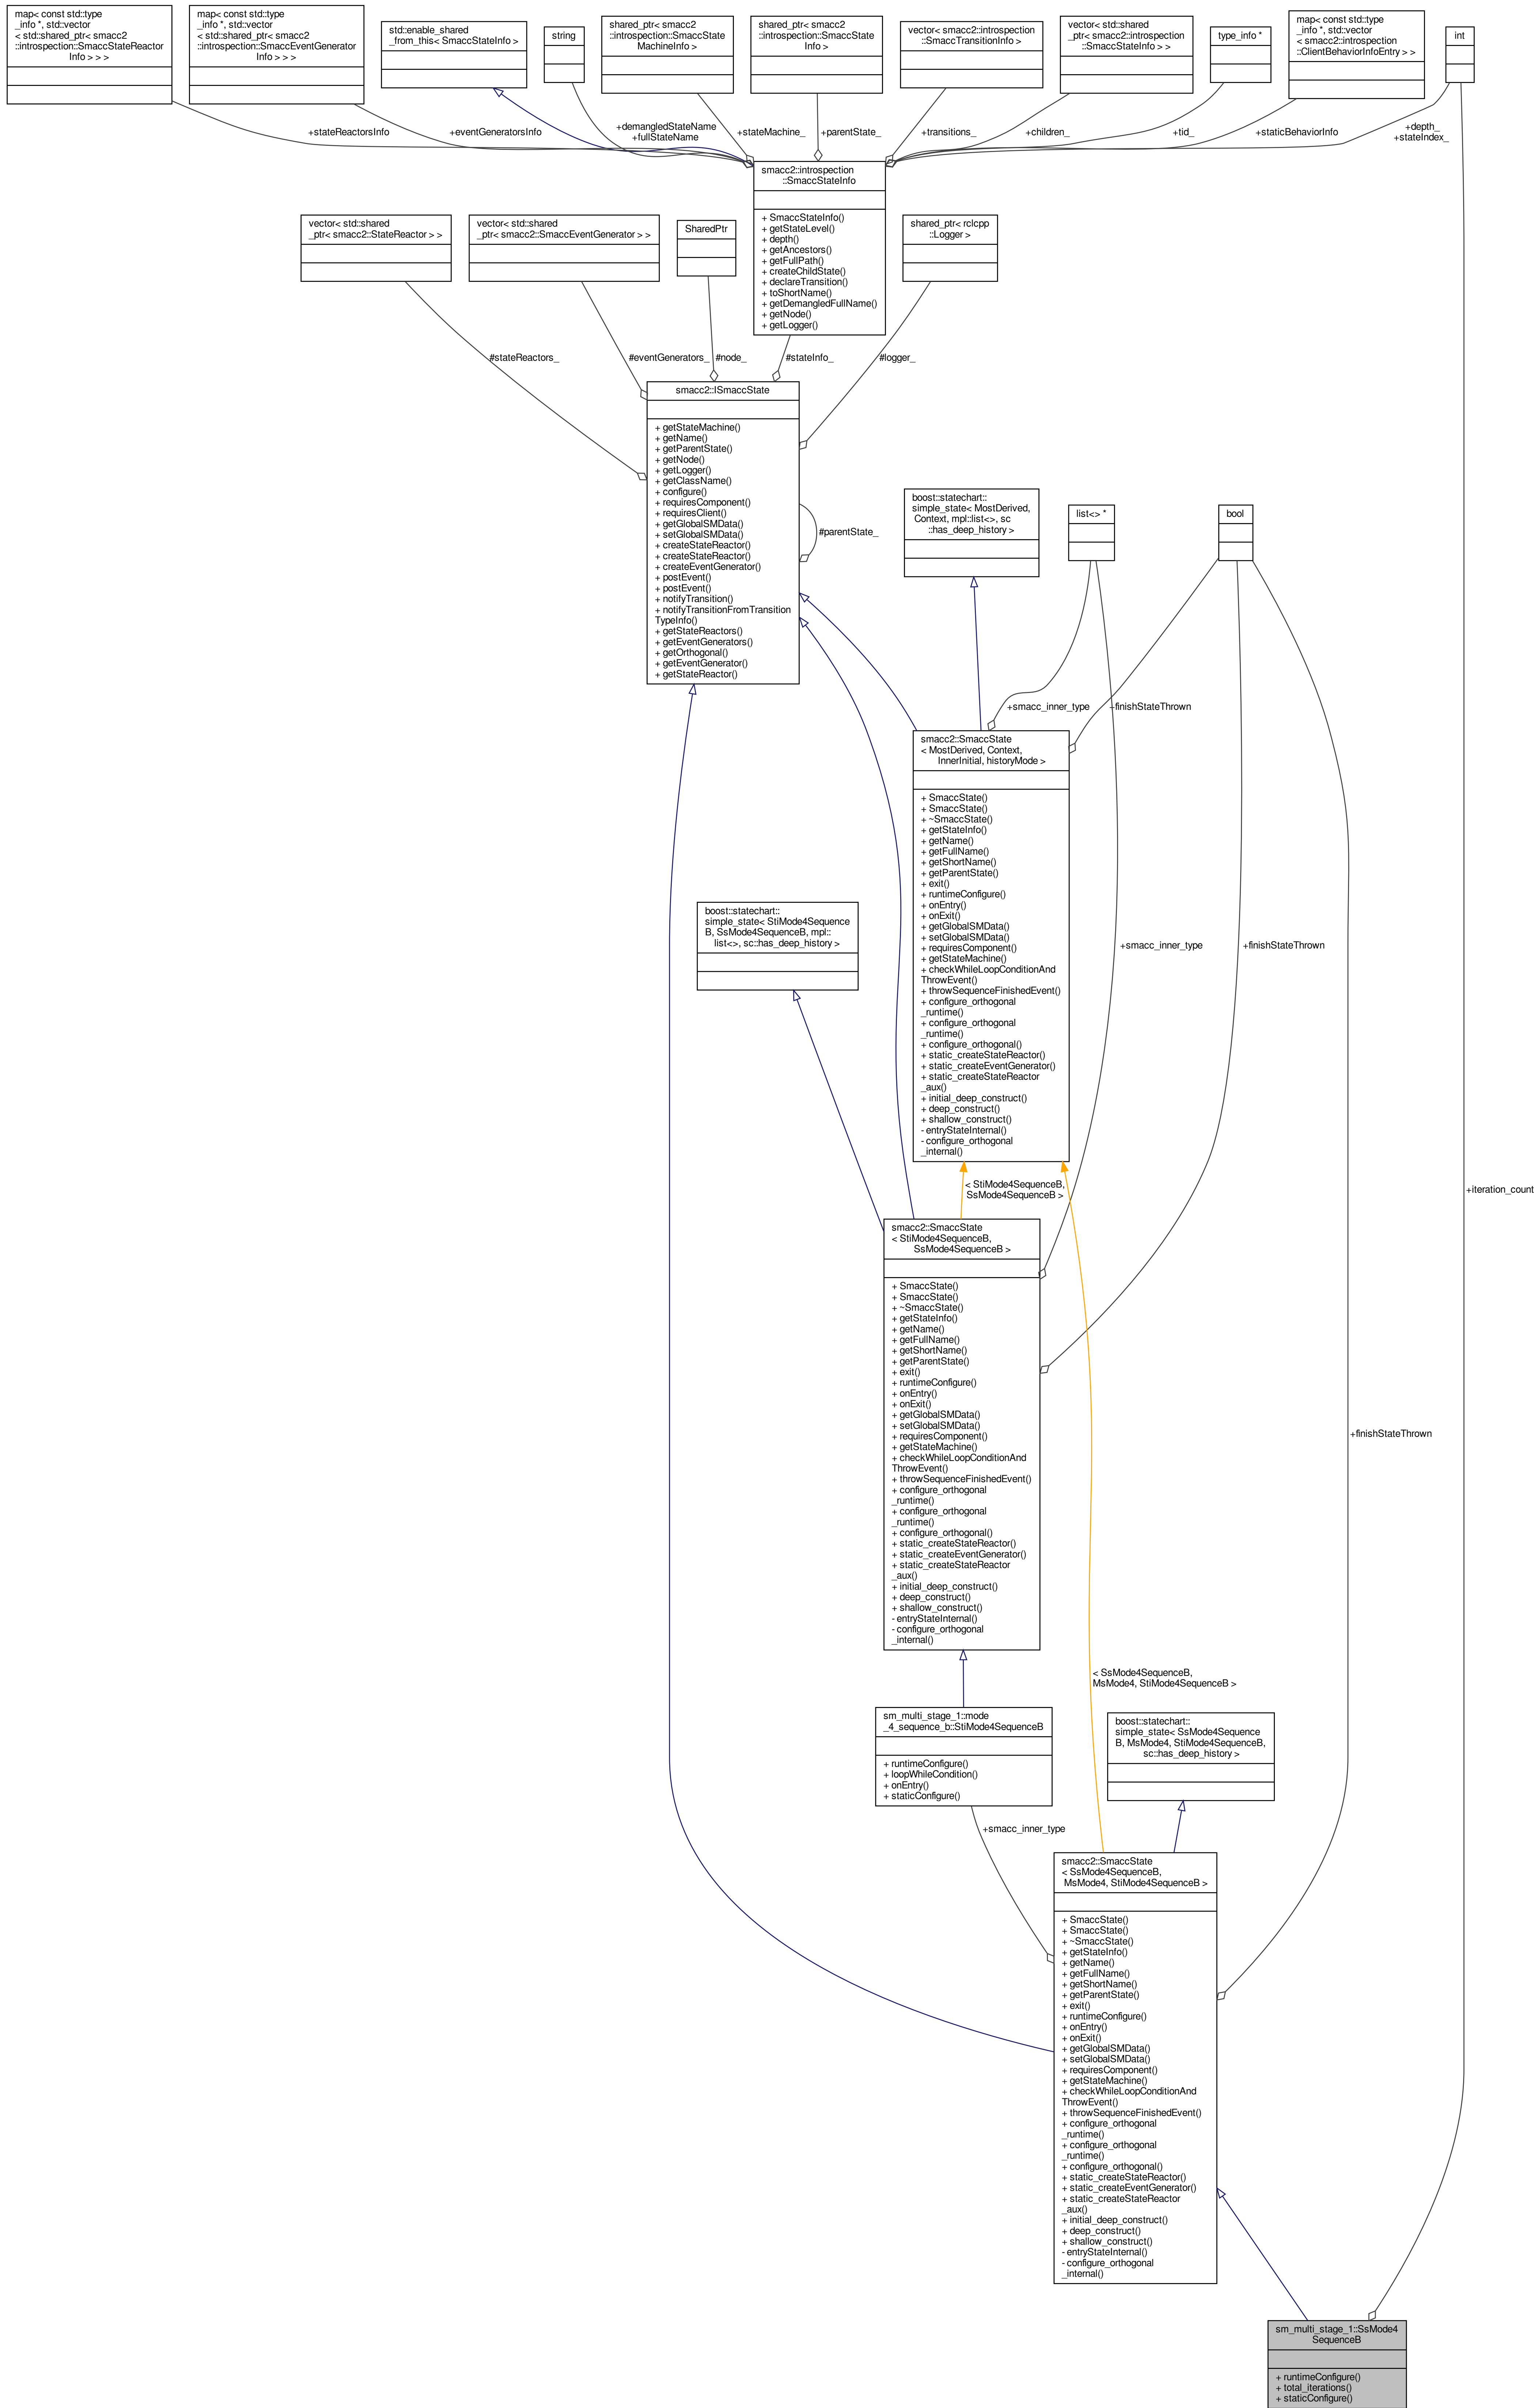 map< const std::type
_info *, std::vector
< std::shared_ptr< smacc2
::introspection::SmaccStateReactor
Info > > >
map< const std::type
_info *, std::vector
< std::shared_ptr< smacc2
::introspection::SmaccEventGenerator
Info > > >
std::enable_shared
_from_this< SmaccStateInfo >
string
shared_ptr< smacc2
::introspection::SmaccState
MachineInfo >
shared_ptr< smacc2
::introspection::SmaccState
Info >
vector< smacc2::introspection
::SmaccTransitionInfo >
vector< std::shared
_ptr< smacc2::introspection
::SmaccStateInfo > >
type_info *
map< const std::type
_info *, std::vector
< smacc2::introspection
::ClientBehaviorInfoEntry > >
int
+stateReactorsInfo
+eventGeneratorsInfo
+demangledStateName
+fullStateName
+stateMachine_
+parentState_
+transitions_
+children_
+tid_
+staticBehaviorInfo
+depth_
+stateIndex_
smacc2::introspection
::SmaccStateInfo
+ SmaccStateInfo()
+ getStateLevel()
+ depth()
+ getAncestors()
+ getFullPath()
+ createChildState()
+ declareTransition()
+ toShortName()
+ getDemangledFullName()
+ getNode()
+ getLogger()
vector< std::shared
_ptr< smacc2::StateReactor > >
vector< std::shared
_ptr< smacc2::SmaccEventGenerator > >
SharedPtr
shared_ptr< rclcpp
::Logger >
#stateReactors_
#eventGenerators_
#node_
#stateInfo_
#logger_
smacc2::ISmaccState
+ getStateMachine()
+ getName()
+ getParentState()
+ getNode()
+ getLogger()
+ getClassName()
+ configure()
+ requiresComponent()
+ requiresClient()
+ getGlobalSMData()
+ setGlobalSMData()
+ createStateReactor()
+ createStateReactor()
+ createEventGenerator()
+ postEvent()
+ postEvent()
+ notifyTransition()
+ notifyTransitionFromTransition
TypeInfo()
+ getStateReactors()
+ getEventGenerators()
+ getOrthogonal()
+ getEventGenerator()
+ getStateReactor()
#parentState_
boost::statechart::
simple_state< MostDerived,
Context, mpl::list<>, sc
::has_deep_history >
list<> *
bool
+smacc_inner_type
+finishStateThrown
smacc2::SmaccState
< MostDerived, Context,
InnerInitial, historyMode >
+ SmaccState()
+ SmaccState()
+ ~SmaccState()
+ getStateInfo()
+ getName()
+ getFullName()
+ getShortName()
+ getParentState()
+ exit()
+ runtimeConfigure()
+ onEntry()
+ onExit()
+ getGlobalSMData()
+ setGlobalSMData()
+ requiresComponent()
+ getStateMachine()
+ checkWhileLoopConditionAnd
ThrowEvent()
+ throwSequenceFinishedEvent()
+ configure_orthogonal
_runtime()
+ configure_orthogonal
_runtime()
+ configure_orthogonal()
+ static_createStateReactor()
+ static_createEventGenerator()
+ static_createStateReactor
_aux()
+ initial_deep_construct()
+ deep_construct()
+ shallow_construct()
- entryStateInternal()
- configure_orthogonal
_internal()
boost::statechart::
simple_state< StiMode4Sequence
B, SsMode4SequenceB, mpl::
list<>, sc::has_deep_history >
+smacc_inner_type
+finishStateThrown
< StiMode4SequenceB,
SsMode4SequenceB >
+iteration_count
smacc2::SmaccState
< StiMode4SequenceB,
SsMode4SequenceB >
+ SmaccState()
+ SmaccState()
+ ~SmaccState()
+ getStateInfo()
+ getName()
+ getFullName()
+ getShortName()
+ getParentState()
+ exit()
+ runtimeConfigure()
+ onEntry()
+ onExit()
+ getGlobalSMData()
+ setGlobalSMData()
+ requiresComponent()
+ getStateMachine()
+ checkWhileLoopConditionAnd
ThrowEvent()
+ throwSequenceFinishedEvent()
+ configure_orthogonal
_runtime()
+ configure_orthogonal
_runtime()
+ configure_orthogonal()
+ static_createStateReactor()
+ static_createEventGenerator()
+ static_createStateReactor
_aux()
+ initial_deep_construct()
+ deep_construct()
+ shallow_construct()
- entryStateInternal()
- configure_orthogonal
_internal()
+finishStateThrown
< SsMode4SequenceB,
MsMode4, StiMode4SequenceB >
sm_multi_stage_1::mode
_4_sequence_b::StiMode4SequenceB
+ runtimeConfigure()
+ loopWhileCondition()
+ onEntry()
+ staticConfigure()
boost::statechart::
simple_state< SsMode4Sequence
B, MsMode4, StiMode4SequenceB,
sc::has_deep_history >
+smacc_inner_type
smacc2::SmaccState
< SsMode4SequenceB,
MsMode4, StiMode4SequenceB >
+ SmaccState()
+ SmaccState()
+ ~SmaccState()
+ getStateInfo()
+ getName()
+ getFullName()
+ getShortName()
+ getParentState()
+ exit()
+ runtimeConfigure()
+ onEntry()
+ onExit()
+ getGlobalSMData()
+ setGlobalSMData()
+ requiresComponent()
+ getStateMachine()
+ checkWhileLoopConditionAnd
ThrowEvent()
+ throwSequenceFinishedEvent()
+ configure_orthogonal
_runtime()
+ configure_orthogonal
_runtime()
+ configure_orthogonal()
+ static_createStateReactor()
+ static_createEventGenerator()
+ static_createStateReactor
_aux()
+ initial_deep_construct()
+ deep_construct()
+ shallow_construct()
- entryStateInternal()
- configure_orthogonal
_internal()
sm_multi_stage_1::SsMode4
SequenceB
+ runtimeConfigure()
+ total_iterations()
+ staticConfigure()